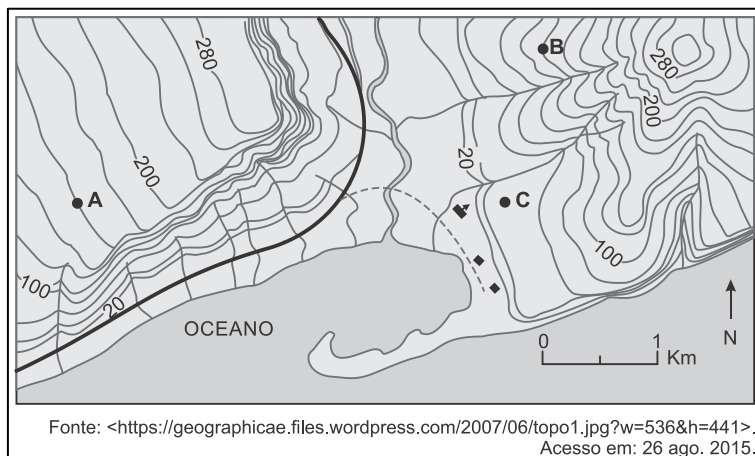 280
B
280
200
200
20
A
C
100
100
20
OCEANO
0 1
Km
N
Fonte: <https://geographicae.files.wordpress.com/2007/06/topo1.jpg?w=536&h=441>.
Acesso em: 26 ago. 2015.